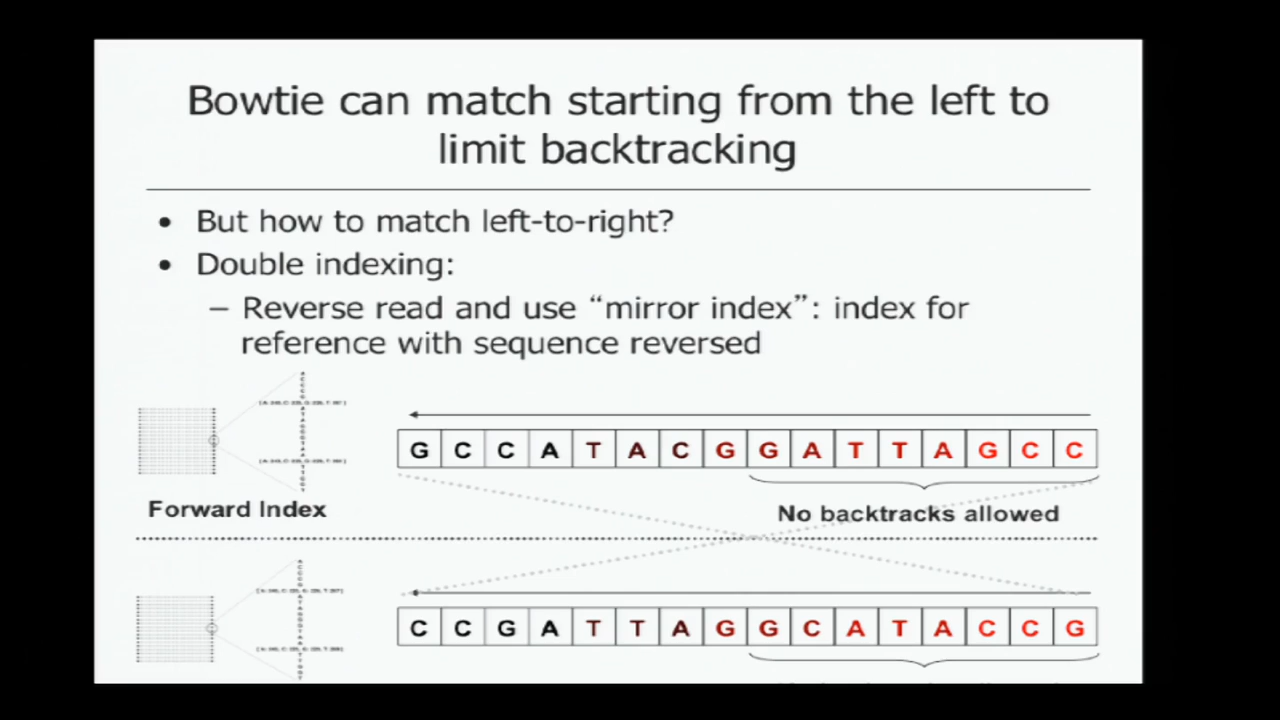 Bowtie can match starting from the left to
limit backtracking
• But how to match left-to-right?
• Double indexing:
– Reverse read and use “mirror index”: index for
reference with sequence reversed
G C C A T A C G G A T T A G C C
Forward Index
No backtracks allowed
C C G A T T A G G C A T A C C G